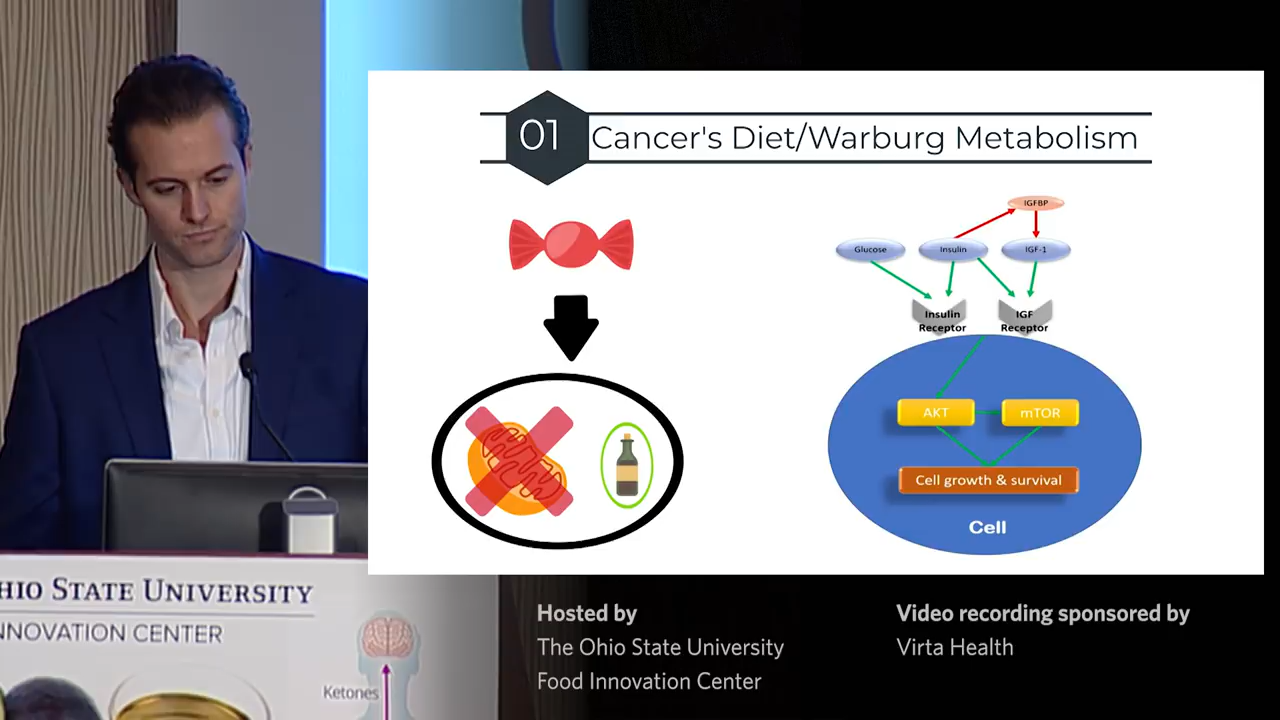 01
Cancer's Diet/Warburg Metabolism
IGFBP
Glucose
Insulin
IGF-1
Insulin
Receptor
IGF
Receptor
AKT
mTOR
Cell growth & survival
Cell
HIO STATE UNIVERSITY
NNOVATION CENTER
Ketones
Hosted by
The Ohio State University
Food Innovation Center
Video recording sponsored by
Virta Health